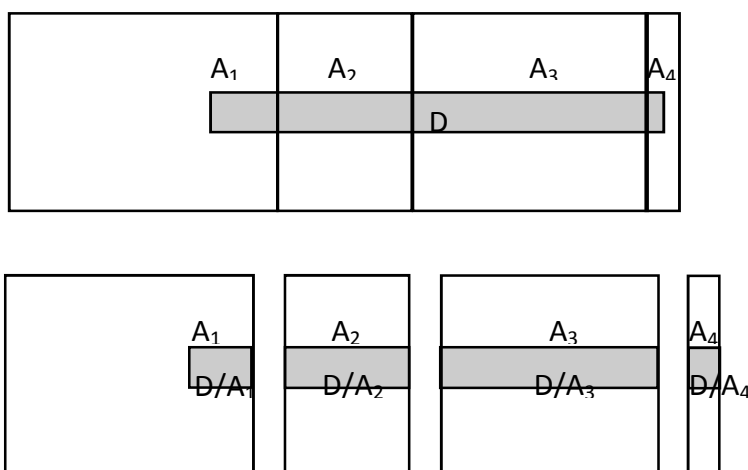 A₁ A₂ A₃ A₄
D
A₁ A₂ A₃ A₄
D/A₁ D/A₂ D/A₃ D/A₄